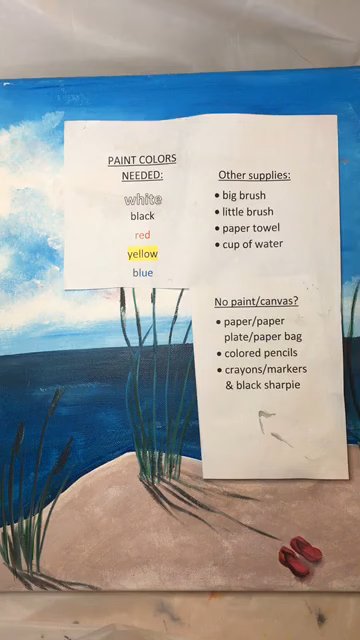 PAINT COLORS
NEEDED:
white
black
red
yellow
blue
Other supplies:
• big brush
• little brush
• paper towel
• cup of water
No paint/canvas?
• paper/paper
plate/paper bag
• colored pencils
• crayons/markers
& black sharpie